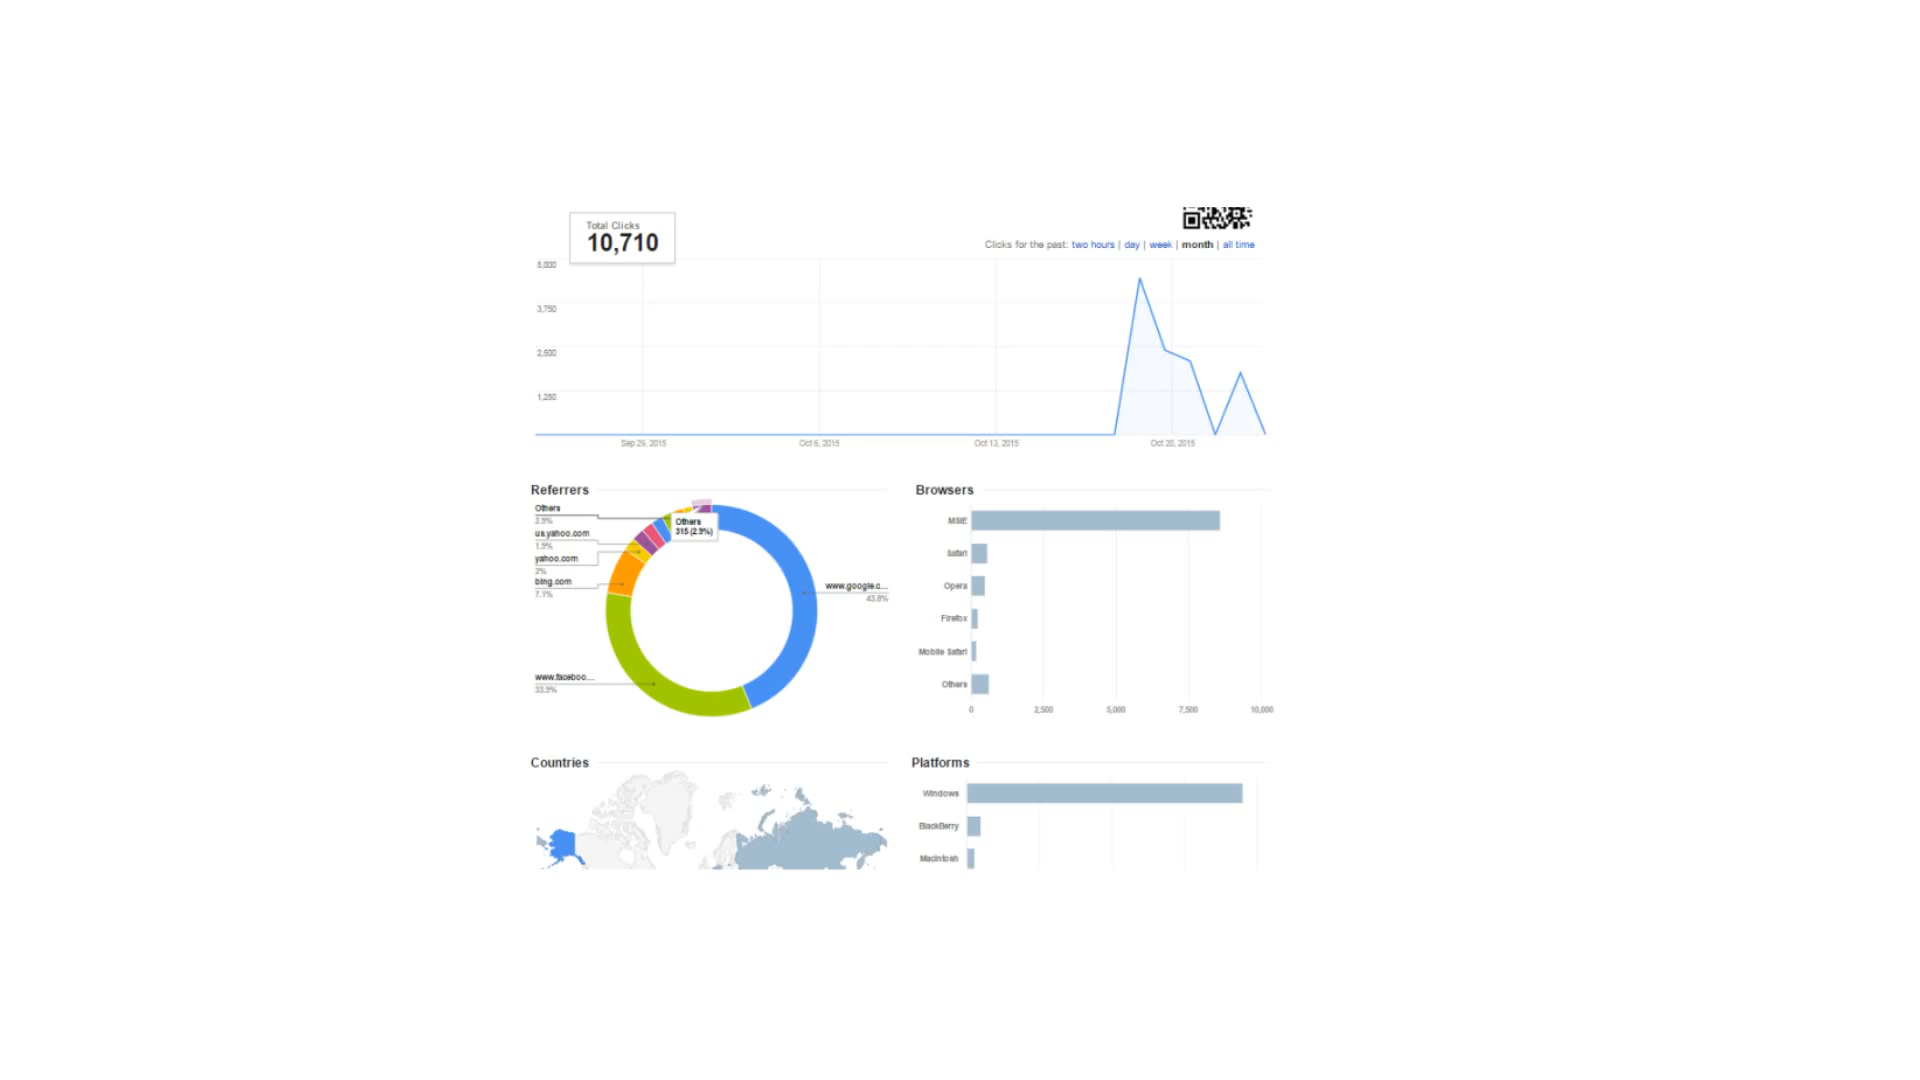 Total Clicks
10,710
Clicks for the past: two hours | day | week | month | all time
5,000
3,750
2,500
1,250
Sep 29, 2015 Oct 6, 2015 Oct 13, 2015 Oct 20, 2015
Referrers
Others
2.9%
us.yahoo.com
1.9%
yahoo.com
2%
bing.com
7.1%
www.faceboo...
33.9%
Others
315 (2.9%)
www.google.c...
43.8%
Browsers
MSIE
Safari
Opera
Firefox
Mobile Safari
Others
0 2,500 5,000 7,500 10,000
Countries
Platforms
Windows
BlackBerry
Macintosh